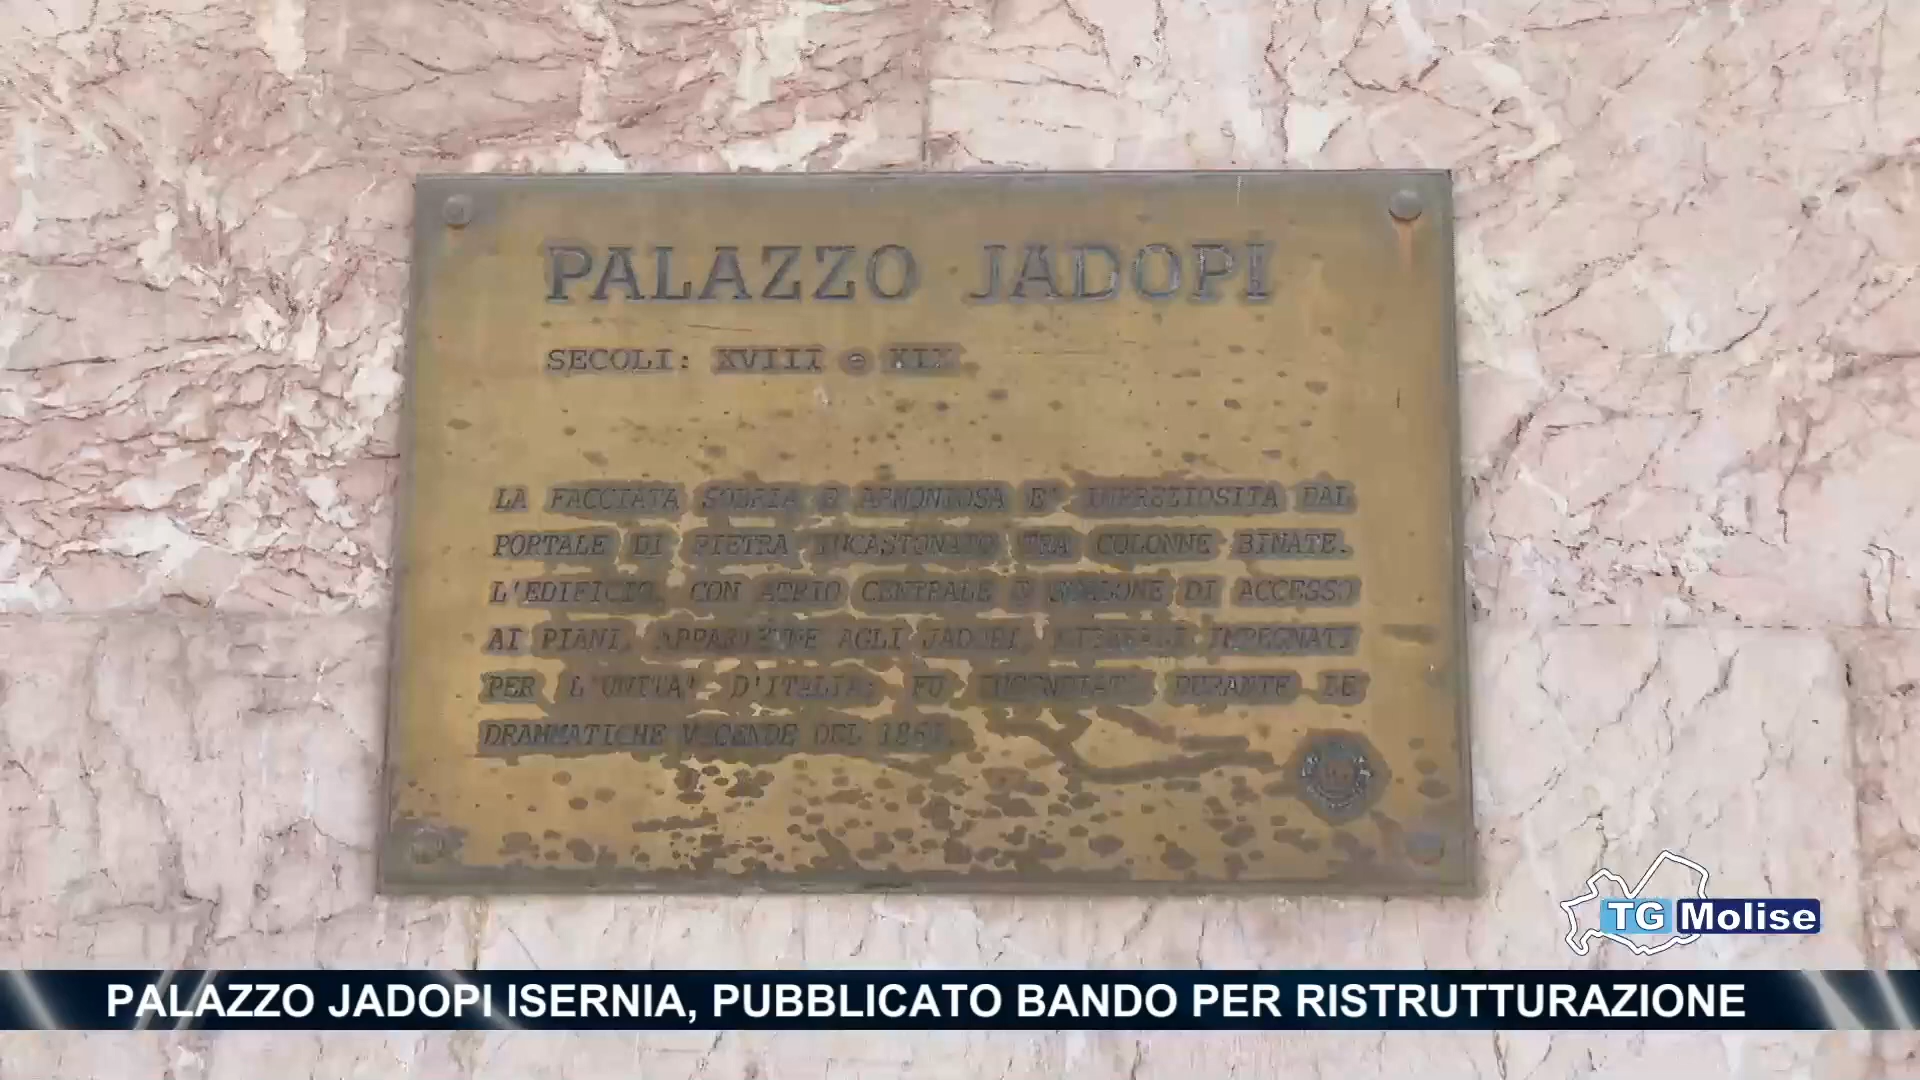 PALAZZO JADOPI
SECOLI: XVIII e XIX
LA FACCIATA SOBRIA E ARMONIOSA E' IMPREZIOSITA DAL
PORTALE DI PIETRA INCASTONATO TRA COLONNE BINATE.
L'EDIFICIO, CON ATRIO CENTRALE E SCALONE DI ACCESSO
AI PIANI, APPARTENNE AGLI JADOPI, LIBERALI IMPEGNATI
PER L'UNITA' D'ITALIA; FU INCENDIATO DURANTE LE
DRAMMATICHE VICENDE DEL
TG Molise
PALAZZO JADOPI ISERNIA, PUBBLICATO BANDO PER RISTRUTTURAZIONE